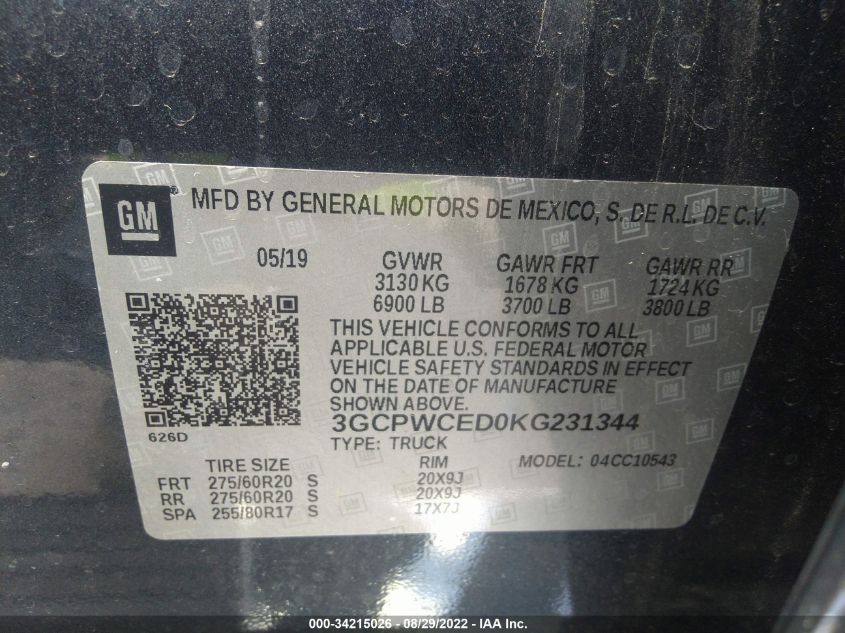 GM ® MFD BY GENERAL MOTORS DE MEXICO, S. DE R.L. DE C.V.
05/19 GVWR GAWR FRT GAWR RR
3130 KG 1678 KG 1724 KG
6900 LB 3700 LB 3800 LB
THIS VEHICLE CONFORMS TO ALL
APPLICABLE U.S. FEDERAL MOTOR
VEHICLE SAFETY STANDARDS IN EFFECT
ON THE DATE OF MANUFACTURE
SHOWN ABOVE.
3GCPWCED0KG231344
626D TYPE: TRUCK
TIRE SIZE RIM MODEL: 04CC10543
FRT 275/60R20 S 20X9J
RR 275/60R20 S 20X9J
SPA 255/80R17 S 17X7J
000-34215026 - 08/29/2022 - IAA Inc.